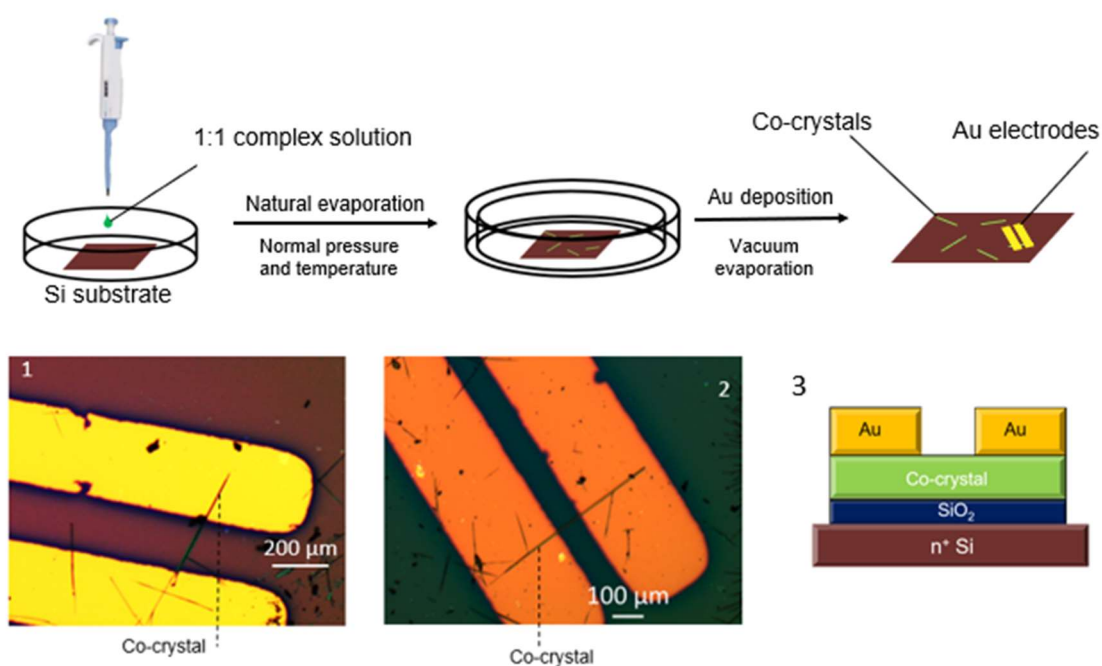 1:1 complex solution
Natural evaporation
Normal pressure
and temperature
Si substrate
Au deposition
Vacuum
evaporation
Co-crystals
Au electrodes
1
200 µm
Co-crystal
2
100 µm
Co-crystal
3
Au
Au
Co-crystal
SiO₂
n⁺ Si